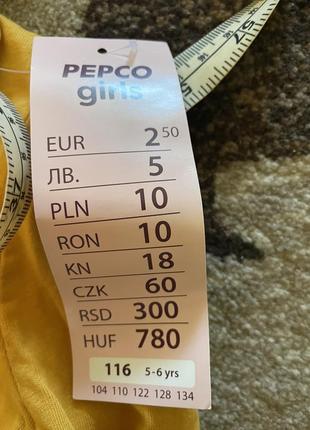 PEPCO
girls
EUR 2 50
ЛВ. 5
PLN 10
RON 10
KN 18
CZK 60
RSD 300
HUF 780
116 5-6 yrs
104 110 122 128 134
57